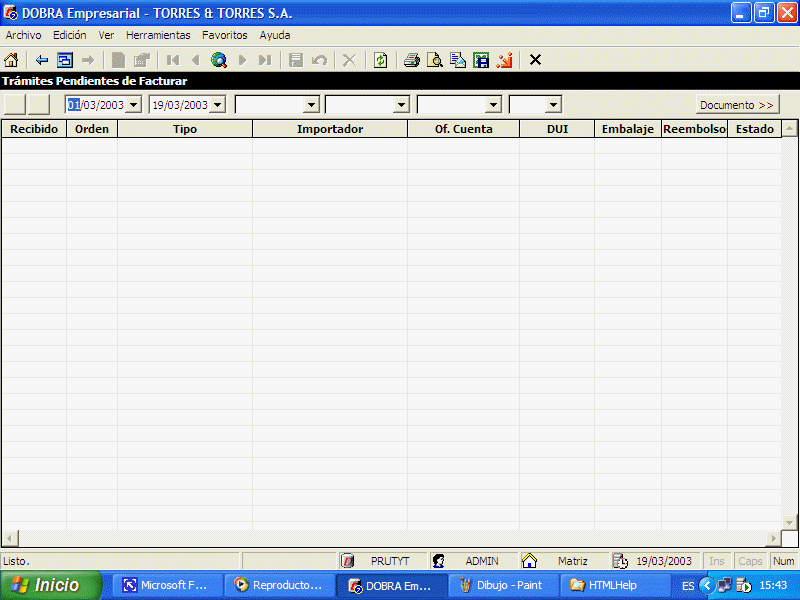 DOBRA Empresarial - TORRES & TORRES S.A.
Archivo Edición Ver Herramientas Favoritos Ayuda
Trámites Pendientes de Facturar
01/03/2003 19/03/2003 Documento >>
Recibido Orden Tipo Importador Of. Cuenta DUI Embalaje Reembolso Estado
Listo. PRUTYT ADMIN Matriz 19/03/2003 Ins Caps Num
Inicio Microsoft F... Reproducto... DOBRA Em... Dibujo - Paint HTMLHelp ES 15:43